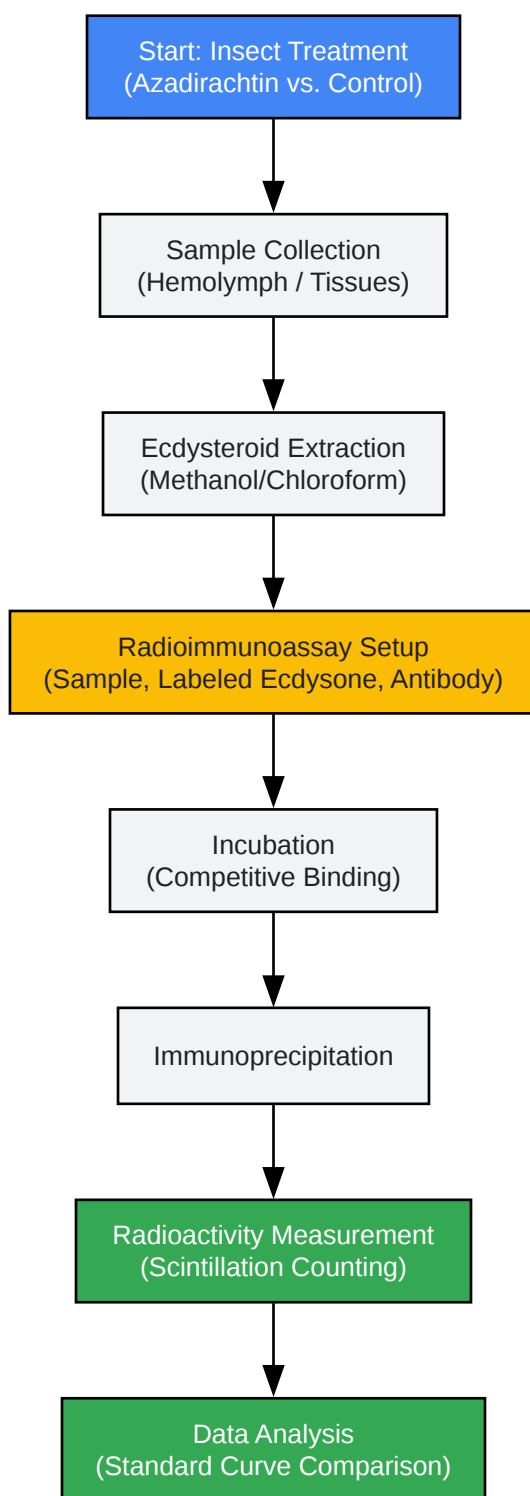 Start: Insect Treatment
(Azadirachtin vs. Control)
Sample Collection
(Hemolymph / Tissues)
Ecdysteroid Extraction
(Methanol/Chloroform)
Radioimmunoassay Setup
(Sample, Labeled Ecdysone, Antibody)
Incubation
(Competitive Binding)
Immunoprecipitation
Radioactivity Measurement
(Scintillation Counting)
Data Analysis
(Standard Curve Comparison)